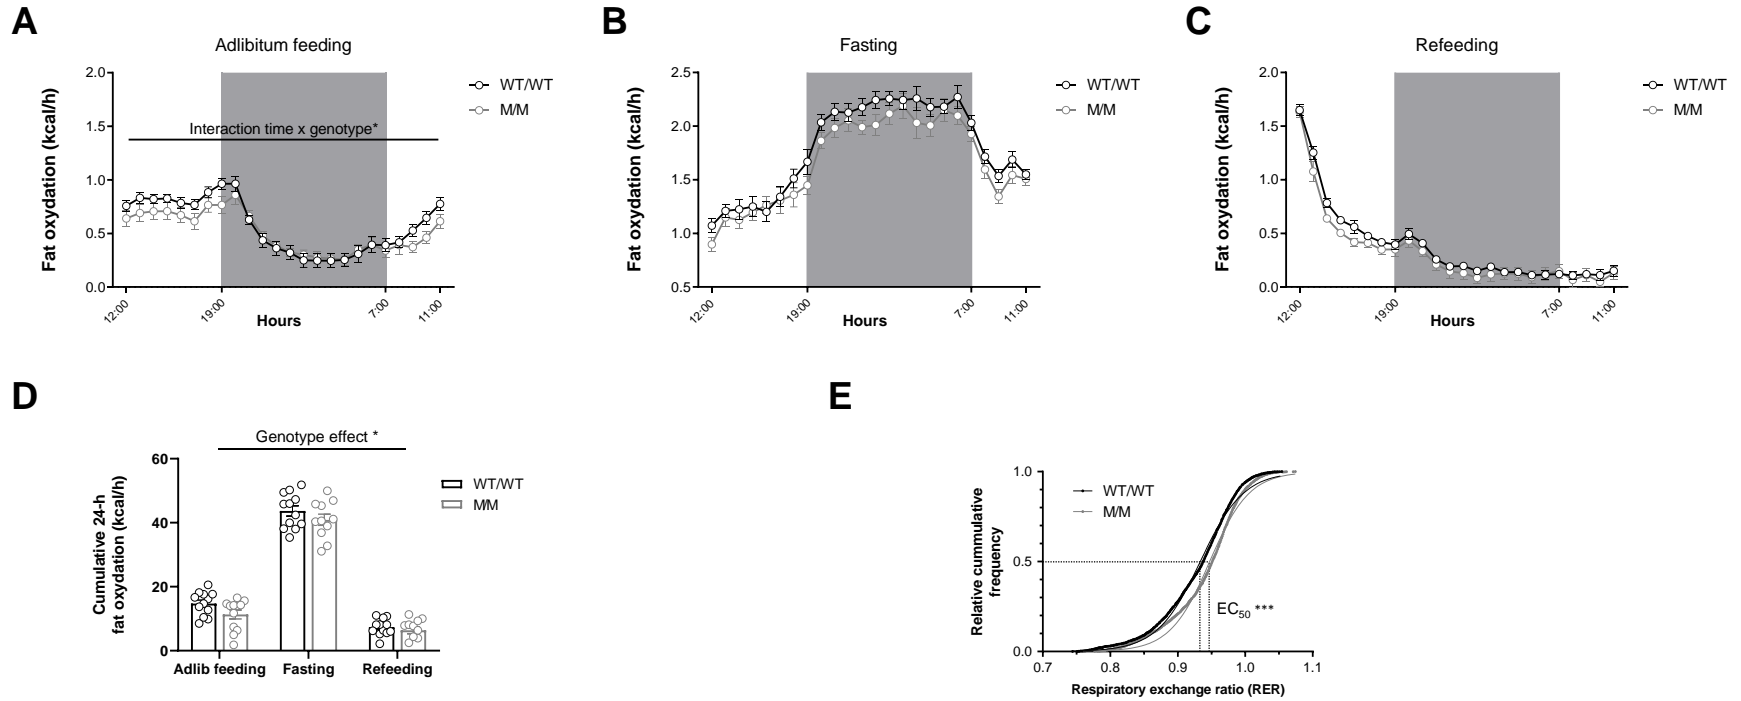 A
Adlibitum feeding
Fat oxydation (kcal/h)
2.0
1.5
1.0
0.5
0.0
Interaction time x genotype*
12:00
19:00
7:00
11:00
Hours
WT/WT
M/M
B
Fasting
Fat oxydation (kcal/h)
2.5
2.0
1.5
1.0
0.5
12:00
19:00
7:00
11:00
Hours
WT/WT
M/M
C
Refeeding
Fat oxydation (kcal/h)
2.0
1.5
1.0
0.5
0.0
12:00
19:00
7:00
11:00
Hours
WT/WT
M/M
D
Genotype effect *
Cumulative 24-h
fat oxydation (kcal/h)
60
40
20
0
Adlib feeding
Fasting
Refeeding
WT/WT
M/M
E
Relative cummulative
frequency
1.0
0.5
0.0
WT/WT
M/M
EC50 ***
0.7
0.8
0.9
1.0
1.1
Respiratory exchange ratio (RER)